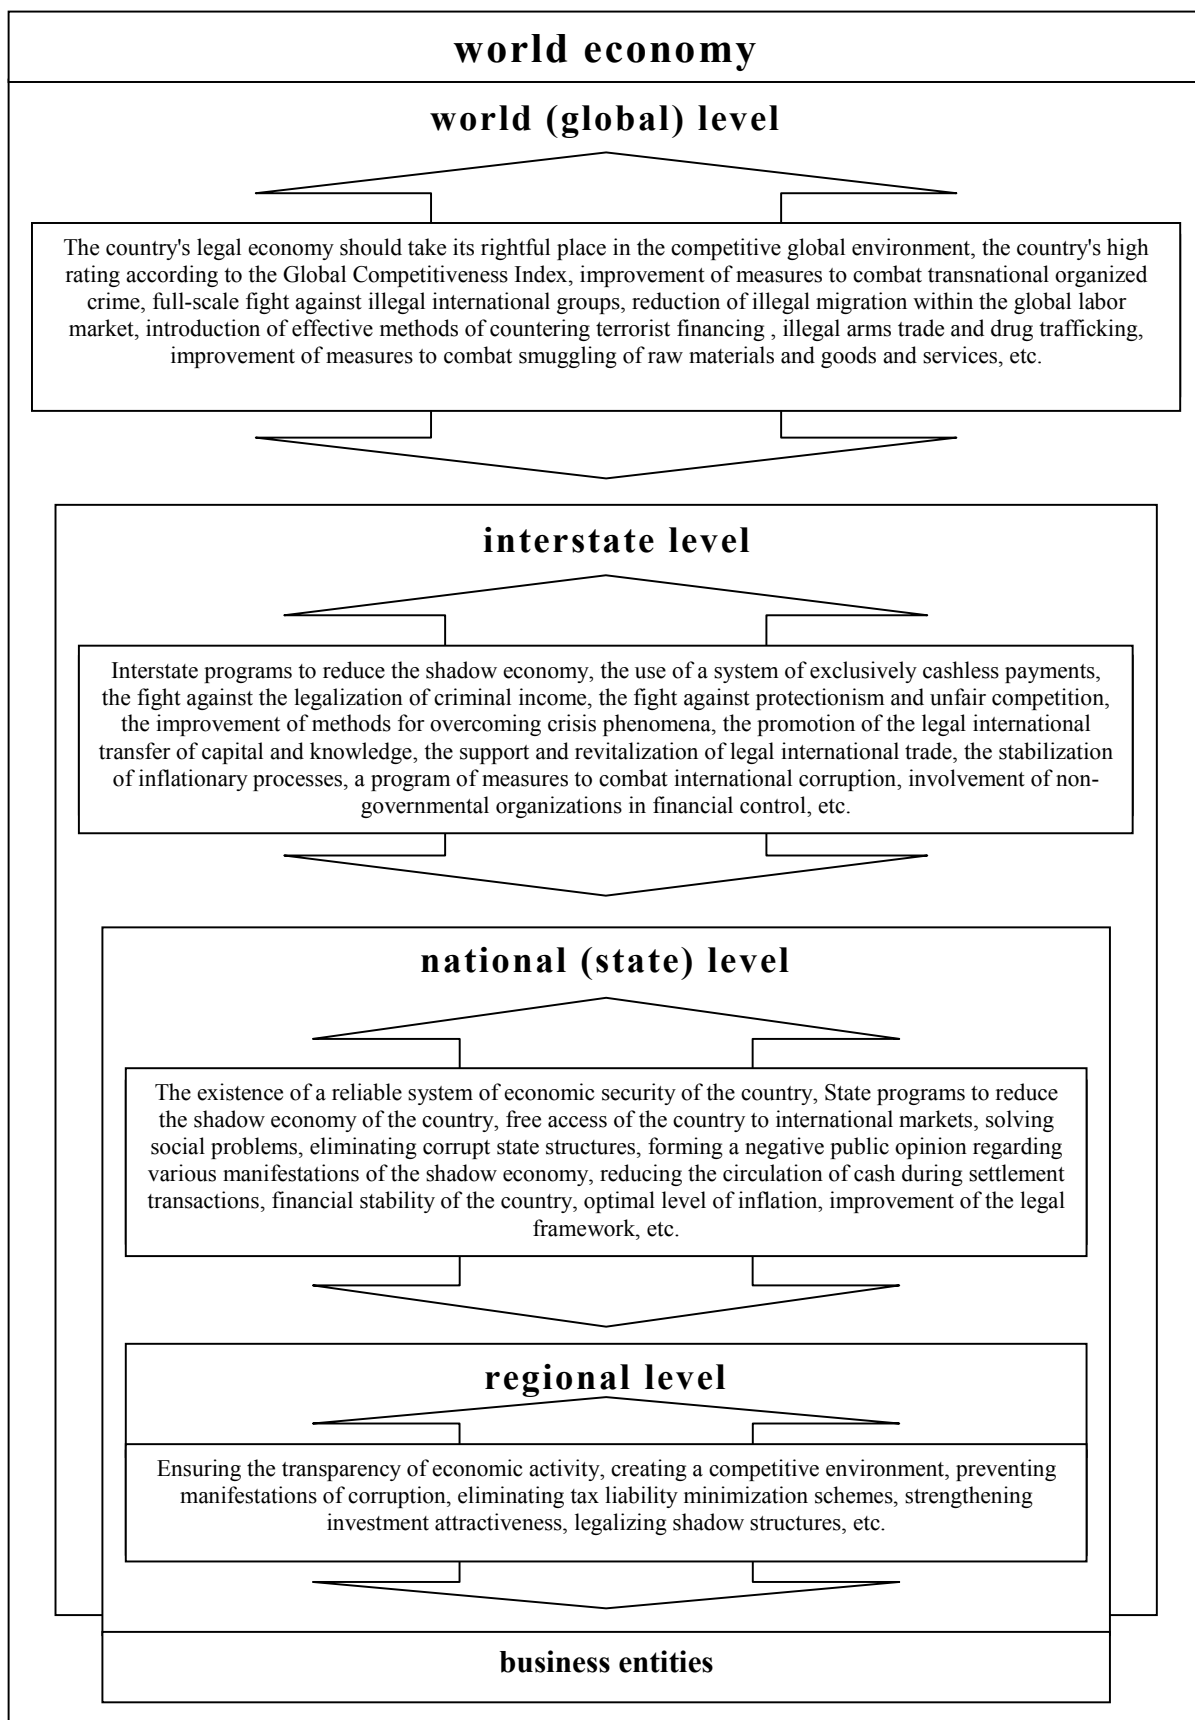 world economy
world (global) level
The country's legal economy should take its rightful place in the competitive global environment, the country's high
rating according to the Global Competitiveness Index, improvement of measures to combat transnational organized
crime, full-scale fight against illegal international groups, reduction of illegal migration within the global labor
market, introduction of effective methods of countering terrorist financing , illegal arms trade and drug trafficking,
improvement of measures to combat smuggling of raw materials and goods and services, etc.
interstate level
Interstate programs to reduce the shadow economy, the use of a system of exclusively cashless payments,
the fight against the legalization of criminal income, the fight against protectionism and unfair competition,
the improvement of methods for overcoming crisis phenomena, the promotion of the legal international
transfer of capital and knowledge, the support and revitalization of legal international trade, the stabilization
of inflationary processes, a program of measures to combat international corruption, involvement of non-
governmental organizations in financial control, etc.
national (state) level
The existence of a reliable system of economic security of the country, State programs to reduce
the shadow economy of the country, free access of the country to international markets, solving
social problems, eliminating corrupt state structures, forming a negative public opinion regarding
various manifestations of the shadow economy, reducing the circulation of cash during settlement
transactions, financial stability of the country, optimal level of inflation, improvement of the legal
framework, etc.
regional level
Ensuring the transparency of economic activity, creating a competitive environment, preventing
manifestations of corruption, eliminating tax liability minimization schemes, strengthening
investment attractiveness, legalizing shadow structures, etc.
business entities